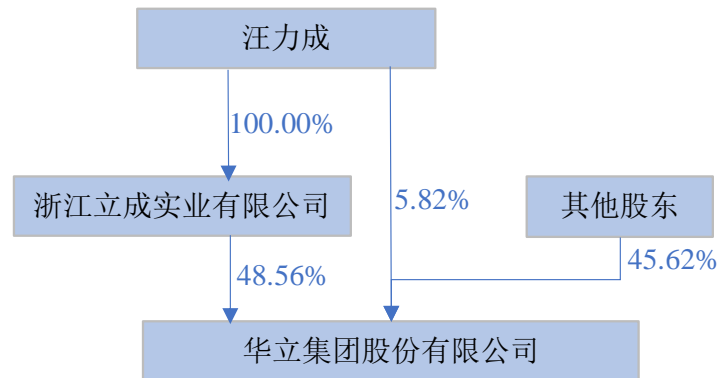 汪力成
100.00%
浙江立成实业有限公司
5.82%
其他股东
48.56%
45.62%
华立集团股份有限公司